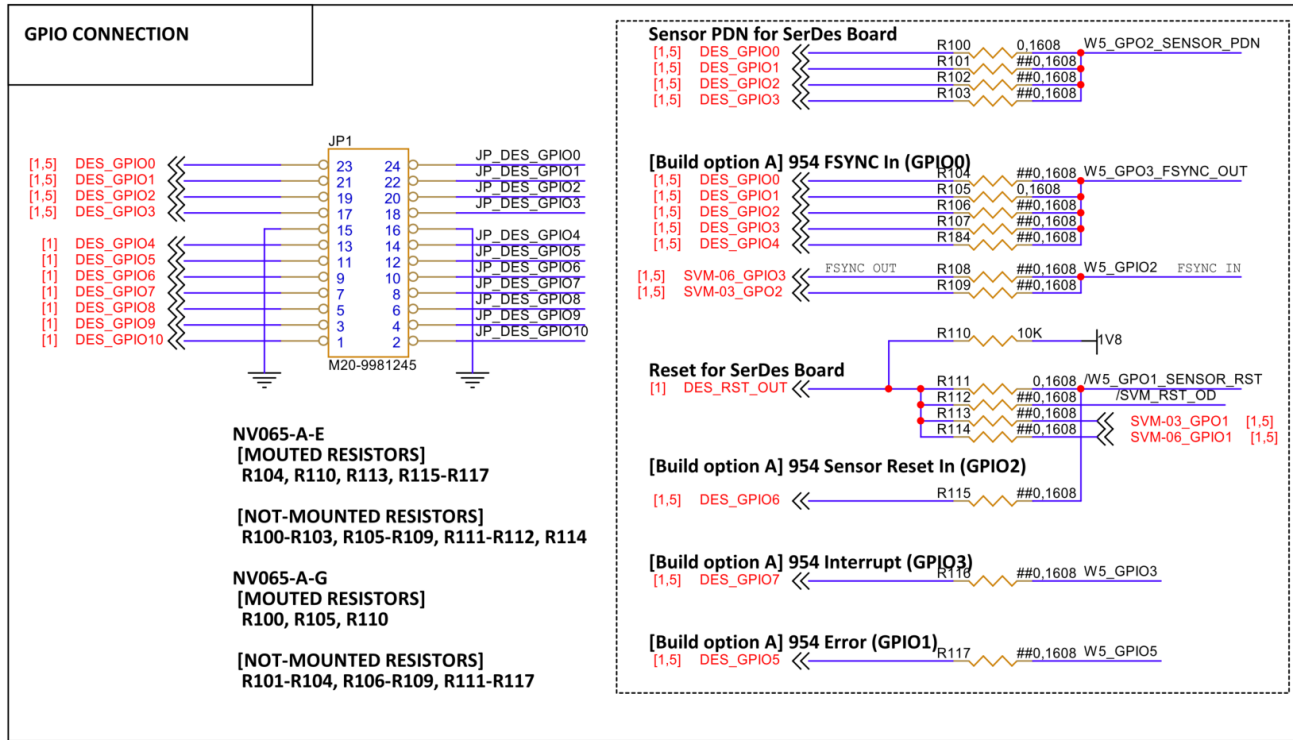 GPIO CONNECTION
JP1
[1,5] DES_GPIO0 23 24 JP_DES_GPIO0
[1,5] DES_GPIO1 21 22 JP_DES_GPIO1
[1,5] DES_GPIO2 19 20 JP_DES_GPIO2
[1,5] DES_GPIO3 17 18 JP_DES_GPIO3
15 16
[1] DES_GPIO4 13 14 JP_DES_GPIO4
[1] DES_GPIO5 11 12 JP_DES_GPIO5
[1] DES_GPIO6 9 10 JP_DES_GPIO6
[1] DES_GPIO7 7 8 JP_DES_GPIO7
[1] DES_GPIO8 5 6 JP_DES_GPIO8
[1] DES_GPIO9 3 4 JP_DES_GPIO9
[1] DES_GPIO10 1 2 JP_DES_GPIO10
M20-9981245
NV065-A-E
[MOUTED RESISTORS]
R104, R110, R113, R115-R117
[NOT-MOUNTED RESISTORS]
R100-R103, R105-R109, R111-R112, R114
NV065-A-G
[MOUTED RESISTORS]
R100, R105, R110
[NOT-MOUNTED RESISTORS]
R101-R104, R106-R109, R111-R117
Sensor PDN for SerDes Board
[1,5] DES_GPIO0 R100 0,1608 W5_GPO2_SENSOR_PDN
[1,5] DES_GPIO1 R101 ##0,1608
[1,5] DES_GPIO2 R102 ##0,1608
[1,5] DES_GPIO3 R103 ##0,1608
[Build option A] 954 FSYNC In (GPIO0)
[1,5] DES_GPIO0 R104 ##0,1608 W5_GPO3_FSYNC_OUT
[1,5] DES_GPIO1 R105 0,1608
[1,5] DES_GPIO2 R106 ##0,1608
[1,5] DES_GPIO3 R107 ##0,1608
[1,5] DES_GPIO4 R184 ##0,1608
[1,5] SVM-06_GPIO3 FSYNC OUT R108 ##0,1608 W5_GPIO2 FSYNC IN
[1,5] SVM-03_GPO2 R109 ##0,1608
R110 10K 1V8
Reset for SerDes Board
[1] DES_RST_OUT R111 0,1608 /W5_GPO1_SENSOR_RST
R112 ##0,1608 /SVM_RST_OD
R113 ##0,1608 SVM-03_GPO1 [1,5]
R114 ##0,1608 SVM-06_GPIO1 [1,5]
[Build option A] 954 Sensor Reset In (GPIO2)
[1,5] DES_GPIO6 R115 ##0,1608
[Build option A] 954 Interrupt (GPIO3)
[1,5] DES_GPIO7 R116 ##0,1608 W5_GPIO3
[Build option A] 954 Error (GPIO1)
[1,5] DES_GPIO5 R117 ##0,1608 W5_GPIO5